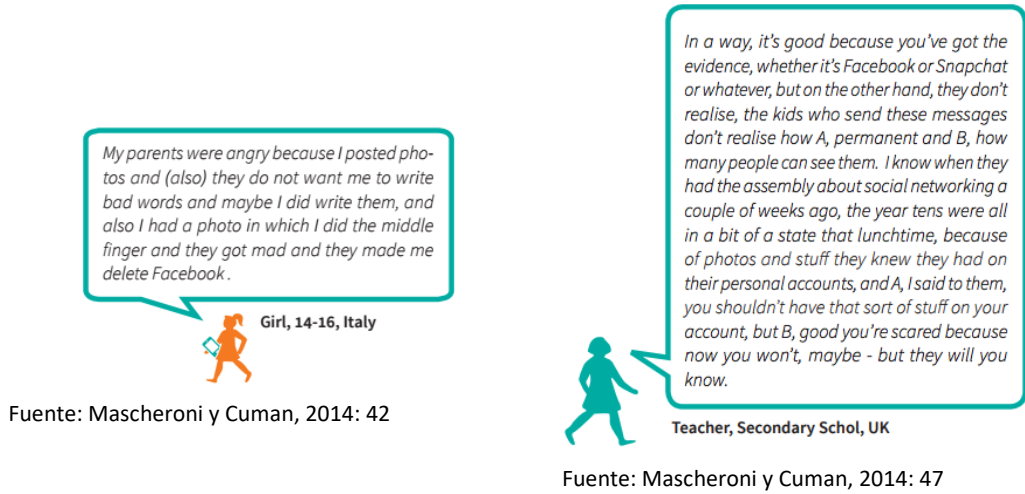 My parents were angry because I posted pho-
tos and (also) they do not want me to write
bad words and maybe I did write them, and
also I had a photo in which I did the middle
finger and they got mad and they made me
delete Facebook .
Girl, 14-16, Italy
Fuente: Mascheroni y Cuman, 2014: 42
In a way, it's good because you've got the
evidence, whether it's Facebook or Snapchat
or whatever, but on the other hand, they don't
realise, the kids who send these messages
don't realise how A, permanent and B, how
many people can see them. I know when they
had the assembly about social networking a
couple of weeks ago, the year tens were all
in a bit of a state that lunchtime, because
of photos and stuff they knew they had on
their personal accounts, and A, I said to them,
you shouldn't have that sort of stuff on your
account, but B, good you're scared because
now you won't, maybe - but they will you
know.
Teacher, Secondary Schol, UK
Fuente: Mascheroni y Cuman, 2014: 47